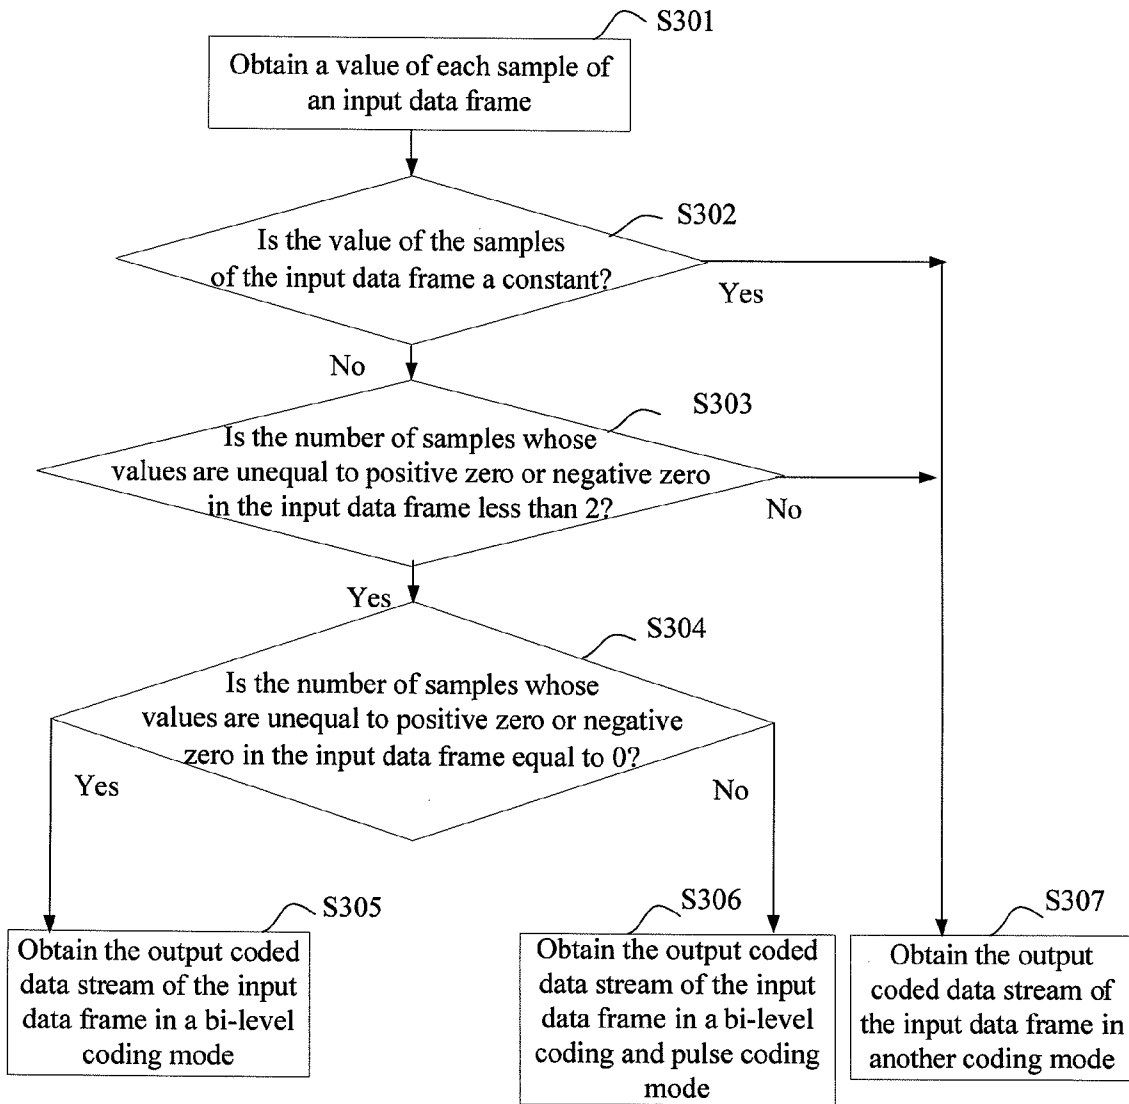 S301
Obtain a value of each sample of
an input data frame
S302
Is the value of the samples
of the input data frame a constant?
Yes
No
S303
Is the number of samples whose
values are unequal to positive zero or negative zero
in the input data frame less than 2?
No
Yes
S304
Is the number of samples whose
values are unequal to positive zero or negative
zero in the input data frame equal to 0?
Yes
No
S305
Obtain the output coded
data stream of the input
data frame in a bi-level
coding mode
S306
Obtain the output coded
data stream of the input
data frame in a bi-level
coding and pulse coding
mode
S307
Obtain the output
coded data stream of
the input data frame in
another coding mode